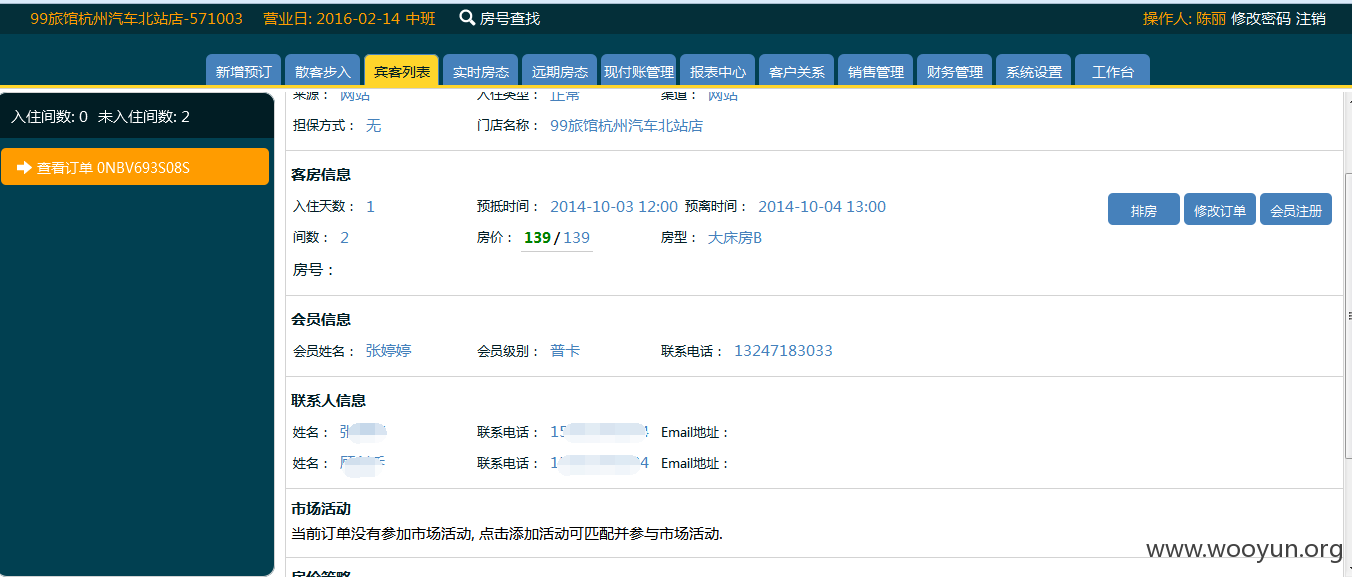 99旅馆杭州汽车北站店-571003 营业日: 2016-02-14 中班 房号查找 操作人: 陈丽 修改密码 注销
新增预订 散客步入 宾客列表 实时房态 远期房态 现付账管理 报表中心 客户关系 销售管理 财务管理 系统设置 工作台
入住间数: 0 未入住间数: 2
查看订单 0NBV693S08S
来源： 网站 入住类型： 正常 渠道： 网站
担保方式： 无 门店名称： 99旅馆杭州汽车北站店
客房信息
入住天数： 1 预抵时间： 2014-10-03 12:00 预离时间： 2014-10-04 13:00
排房 修改订单 会员注册
间数： 2 房价： 139/139 房型： 大床房B
房号：
会员信息
会员姓名： 张婷婷 会员级别： 普卡 联系电话： 13247183033
联系人信息
姓名： 张 联系电话： 15 4 Email地址：
姓名： 联系电话： 1 4 Email地址：
市场活动
当前订单没有参加市场活动, 点击添加活动可匹配并参与市场活动.
房价策略
www.wooyun.org